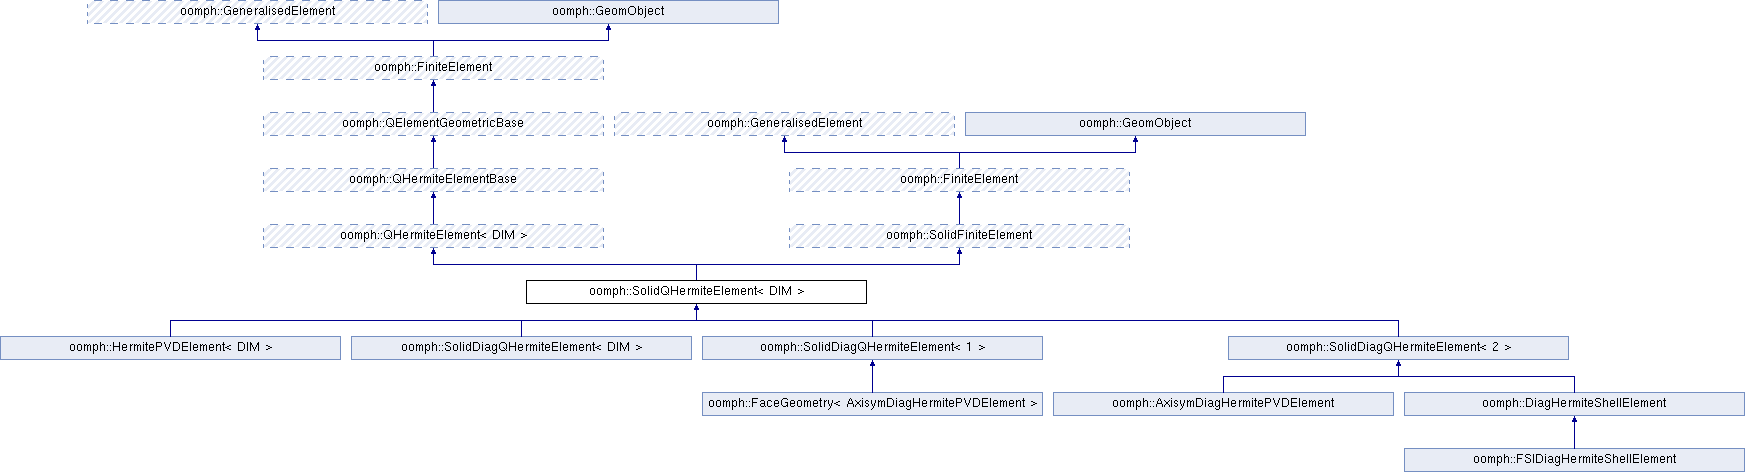 oomph::GeneralisedElement
oomph::GeomObject
oomph::FiniteElement
oomph::QElementGeometricBase
oomph::GeneralisedElement
oomph::GeomObject
oomph::QHermiteElementBase
oomph::FiniteElement
oomph::QHermiteElement< DIM >
oomph::SolidFiniteElement
oomph::SolidQHermiteElement< DIM >
oomph::HermitePVDElement< DIM >
oomph::SolidDiagQHermiteElement< DIM >
oomph::SolidDiagQHermiteElement< 1 >
oomph::SolidDiagQHermiteElement< 2 >
oomph::FaceGeometry< AxisymDiagHermitePVDElement >
oomph::AxisymDiagHermitePVDElement
oomph::DiagHermiteShellElement
oomph::FSIDiagHermiteShellElement